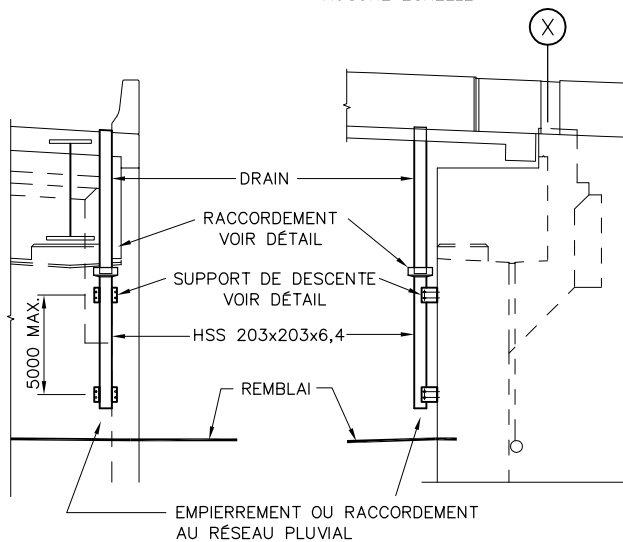 X
DRAIN
RACCORDEMENT
VOIR DÉTAIL
SUPPORT DE DESCENTE
VOIR DÉTAIL
5000 MAX.
HSS 203x203x6,4
REMBLAI
EMPIERREMENT OU RACCORDEMENT
AU RÉSEAU PLUVIAL